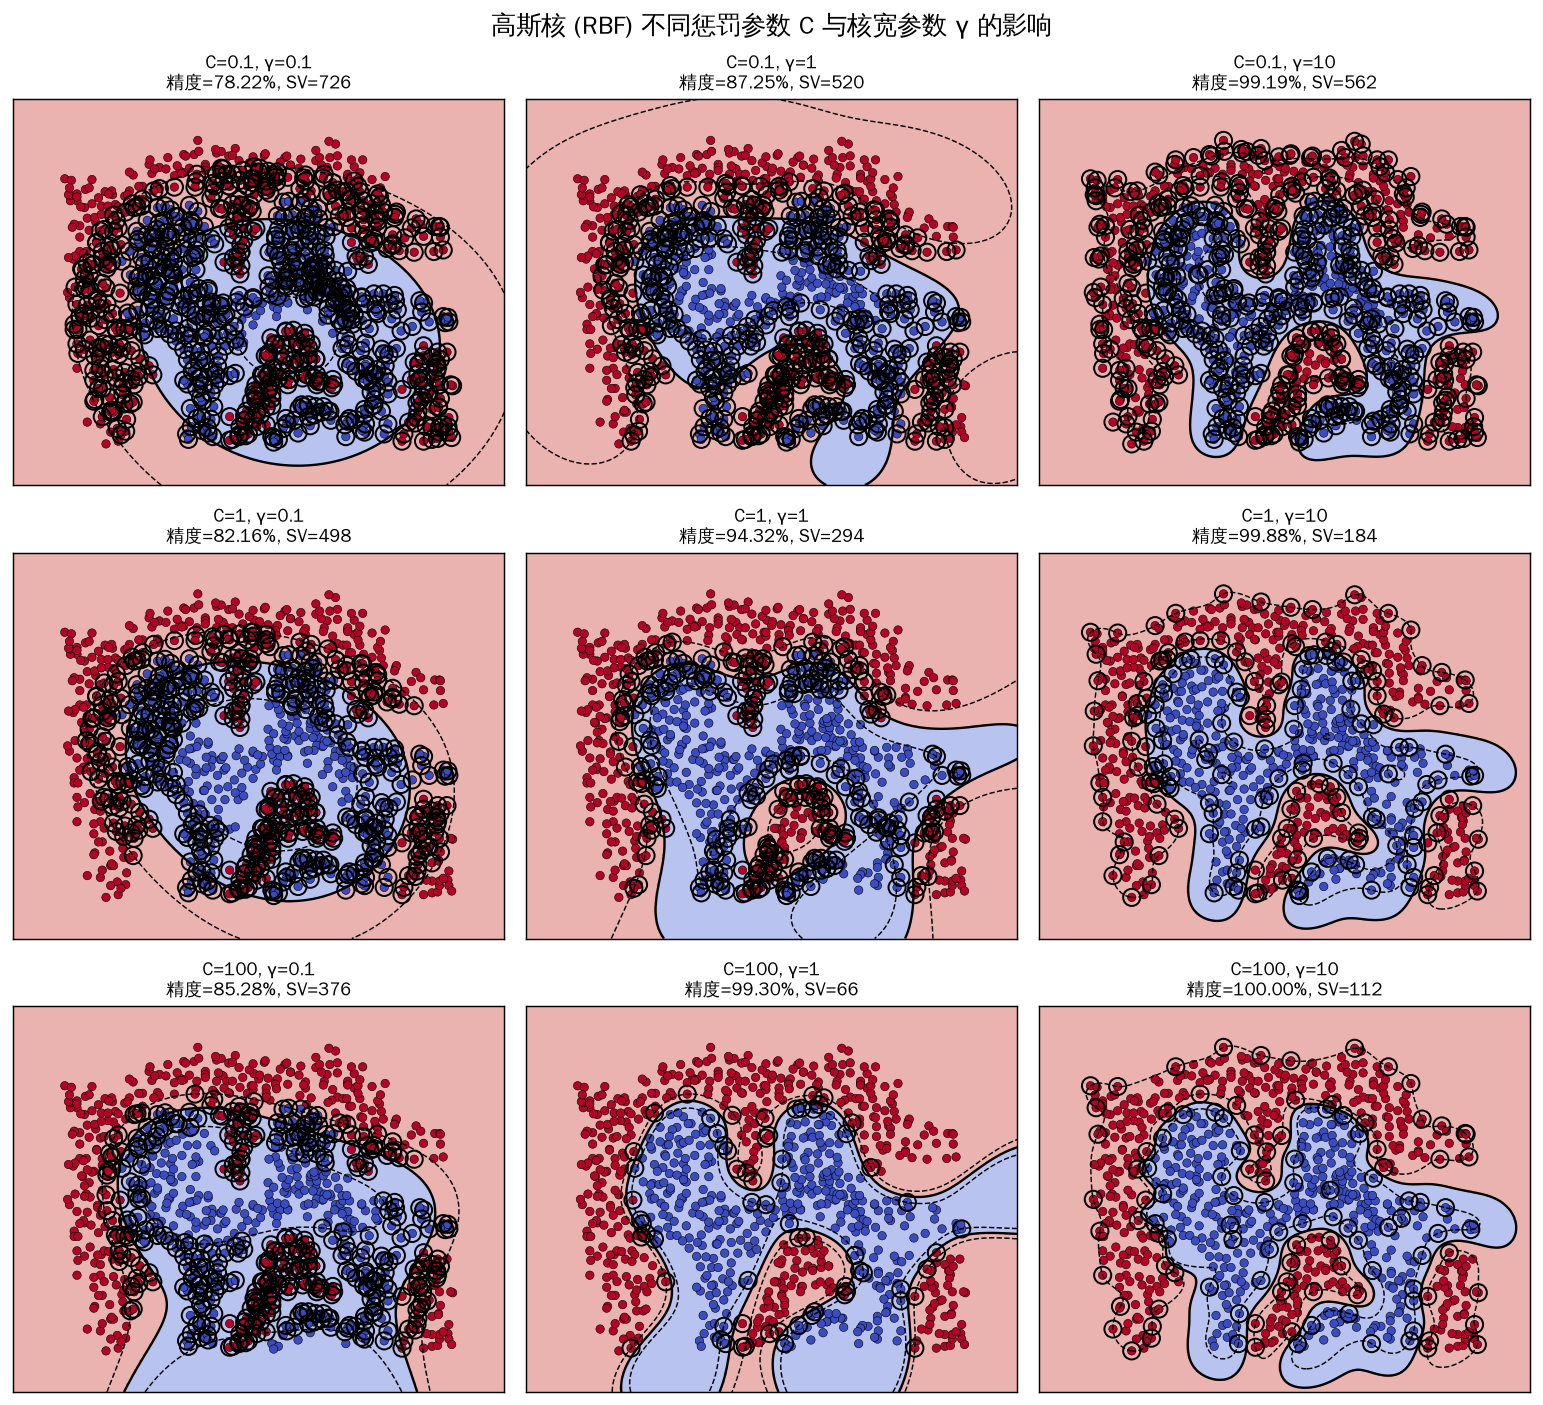 高斯核 (RBF) 不同惩罚参数 C 与核宽参数 γ 的影响
C=0.1, γ=0.1
精度=78.22%, SV=726
C=0.1, γ=1
精度=87.25%, SV=520
C=0.1, γ=10
精度=99.19%, SV=562
C=1, γ=0.1
精度=82.16%, SV=498
C=1, γ=1
精度=94.32%, SV=294
C=1, γ=10
精度=99.88%, SV=184
C=100, γ=0.1
精度=85.28%, SV=376
C=100, γ=1
精度=99.30%, SV=66
C=100, γ=10
精度=100.00%, SV=112